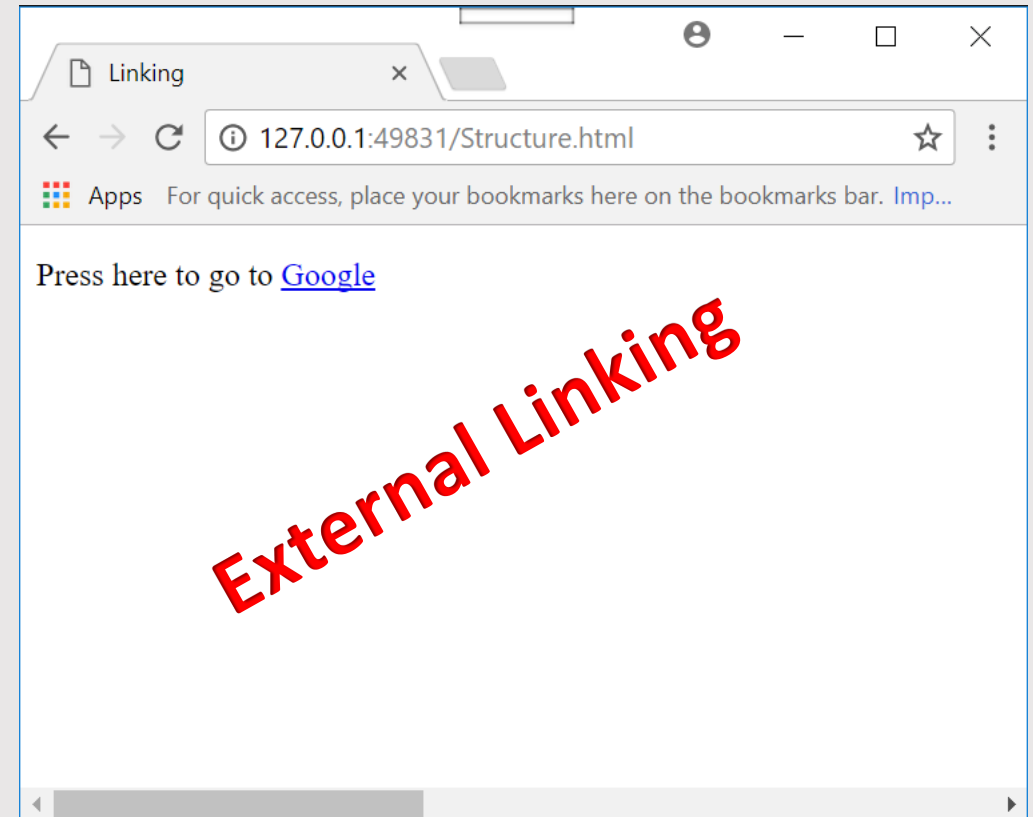 Linking
127.0.0.1:49831/Structure.html
Apps For quick access, place your bookmarks here on the bookmarks bar. Imp...
Press here to go to Google
External Linking